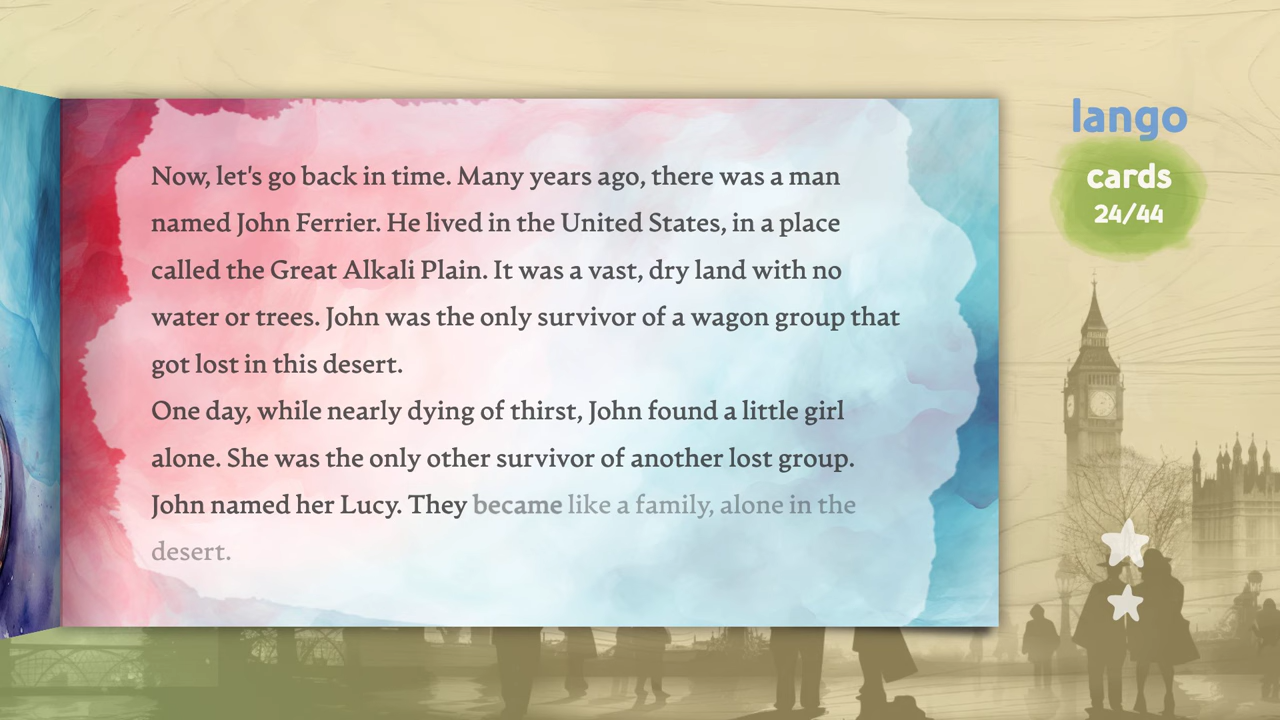 Now, let's go back in time. Many years ago, there was a man
named John Ferrier. He lived in the United States, in a place
called the Great Alkali Plain. It was a vast, dry land with no
water or trees. John was the only survivor of a wagon group that
got lost in this desert.
One day, while nearly dying of thirst, John found a little girl
alone. She was the only other survivor of another lost group.
John named her Lucy. They became like a family, alone in the
desert.
lango
cards
24/44